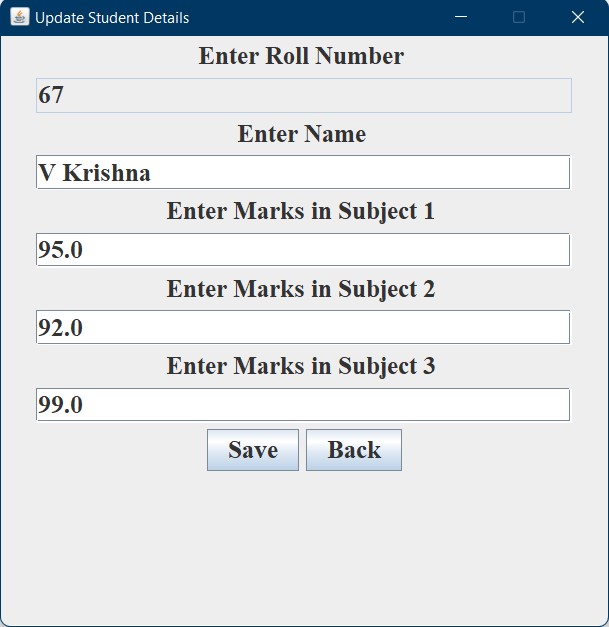 Update Student Details
Enter Roll Number
67
Enter Name
V Krishna
Enter Marks in Subject 1
95.0
Enter Marks in Subject 2
92.0
Enter Marks in Subject 3
99.0
Save Back